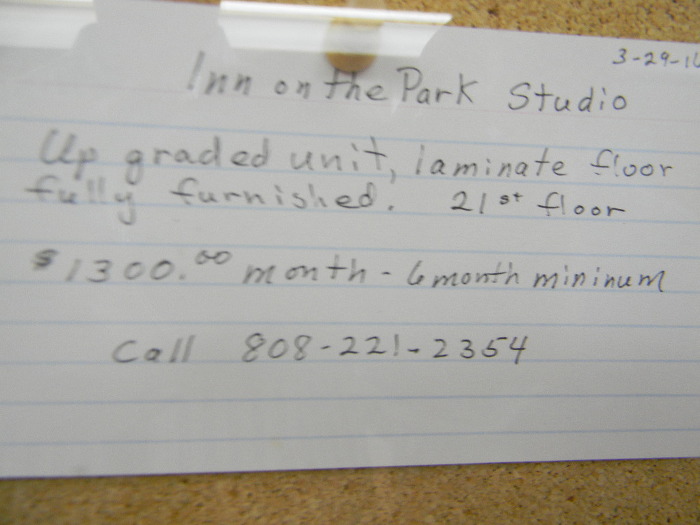 3-29-16
Inn on the Park Studio
Up graded unit, laminate floor
fully furnished. 21st floor
$1300.00 month - 6 month mininum
Call 808-221-2354